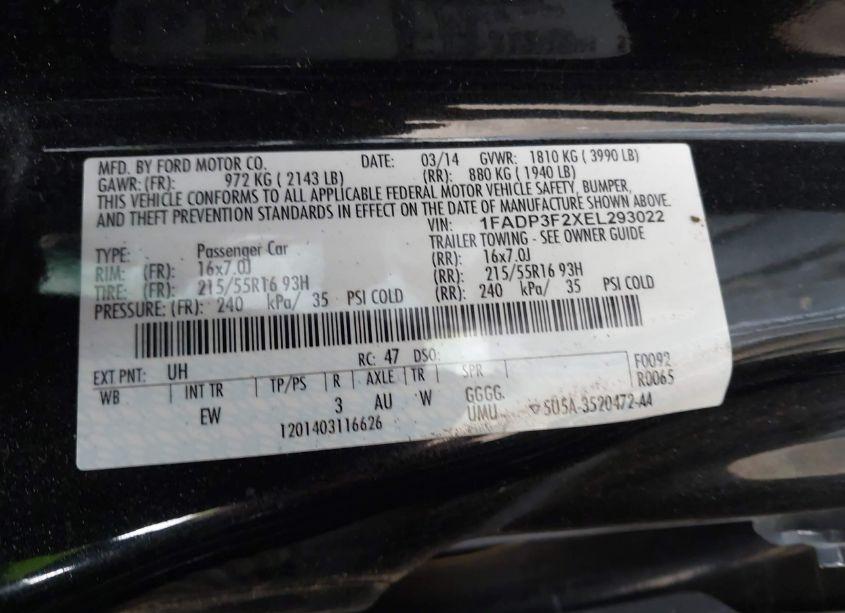 MFD. BY FORD MOTOR CO. DATE: 03/14 GVWR: 1810 KG ( 3990 LB)
GAWR: (FR): 972 KG ( 2143 LB) (RR): 880 KG ( 1940 LB)
THIS VEHICLE CONFORMS TO ALL APPLICABLE FEDERAL MOTOR VEHICLE SAFETY, BUMPER,
AND THEFT PREVENTION STANDARDS IN EFFECT ON THE DATE OF MANUFACTURE SHOWN ABOVE.
VIN: 1FADP3F2XEL293022
TYPE: Passenger Car TRAILER TOWING - SEE OWNER GUIDE
RIM: (FR): 16x7.0J (RR): 16x7.0J
TIRE: (FR): 215/55R16 93H (RR): 215/55R16 93H
PRESSURE: (FR): 240 kPa/ 35 PSI COLD (RR): 240 kPa/ 35 PSI COLD
EXT PNT: UH RC: 47 DSO: F0092
WB INT TR TP/PS R AXLE TR SPR R0065
EW 3 AU W GGGG.
UMU
1201403116626 SU5A-3520472-AA